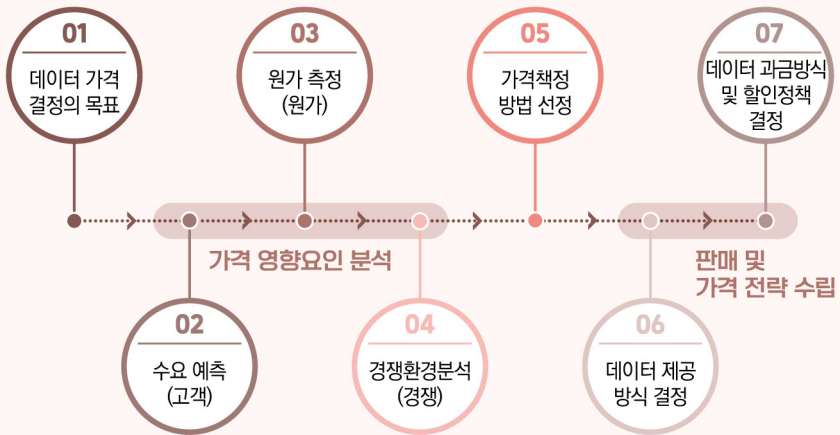 01
데이터 가격
결정의 목표
03
원가 측정
(원가)
05
가격책정
방법 선정
07
데이터 과금방식
및 할인정책
결정
가격 영향요인 분석
판매 및
가격 전략 수립
02
수요 예측
(고객)
04
경쟁환경분석
(경쟁)
06
데이터 제공
방식 결정